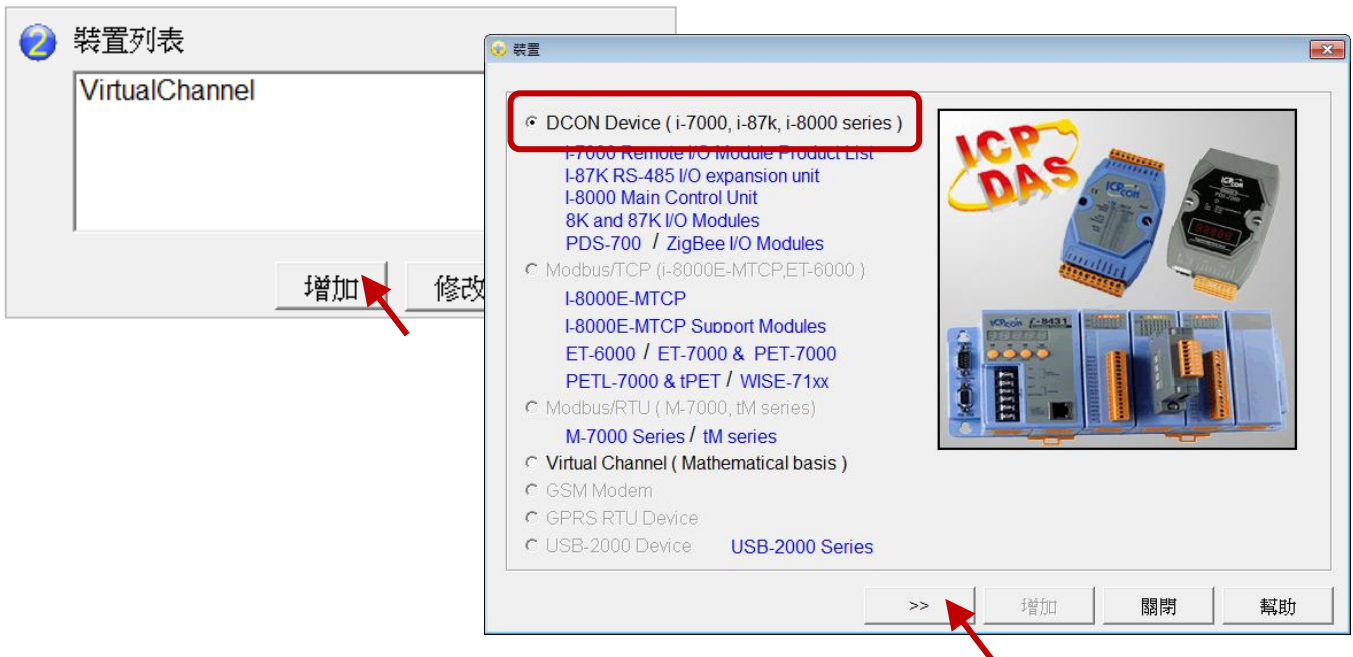 2 裝置列表
VirtualChannel
增加
修改
裝置
DCON Device ( i-7000, i-87k, i-8000 series )
I-7000 Remote I/O Module Product List
I-87K RS-485 I/O expansion unit
I-8000 Main Control Unit
8K and 87K I/O Modules
PDS-700 / ZigBee I/O Modules
Modbus/TCP (i-8000E-MTCP,ET-6000 )
I-8000E-MTCP
I-8000E-MTCP Support Modules
ET-6000 / ET-7000 & PET-7000
PETL-7000 & tPET / WISE-71xx
Modbus/RTU ( M-7000, tM series)
M-7000 Series / tM series
Virtual Channel ( Mathematical basis )
GSM Modem
GPRS RTU Device
USB-2000 Device USB-2000 Series
ICP
DAS
ICPCON i-8431
>> 增加 關閉 幫助